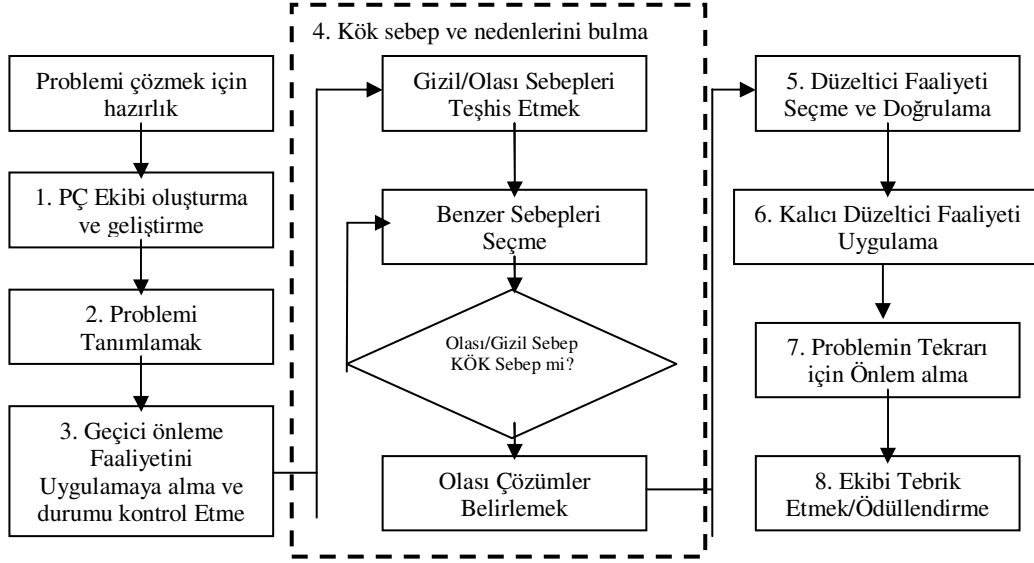 Problemi çözmek için
hazırlık
1. PÇ Ekibi oluşturma
ve geliştirme
2. Problemi
Tanımlamak
3. Geçici önleme
Faaliyetini
Uygulamaya alma ve
durumu kontrol Etme
4. Kök sebep ve nedenlerini bulma
Gizil/Olası Sebepleri
Teşhis Etmek
Benzer Sebepleri
Seçme
Olası/Gizil Sebep
KÖK Sebep mi?
Olası Çözümler
Belirlemek
5. Düzeltici Faaliyeti
Seçme ve Doğrulama
6. Kalıcı Düzeltici Faaliyeti
Uygulama
7. Problemin Tekrarı
için Önlem alma
8. Ekibi Tebrik
Etmek/Ödüllendirme